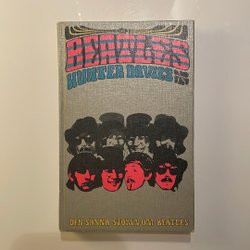 BEATLES
HUNTER DAVIES
DEN SANNA STORYN OM BEATLES